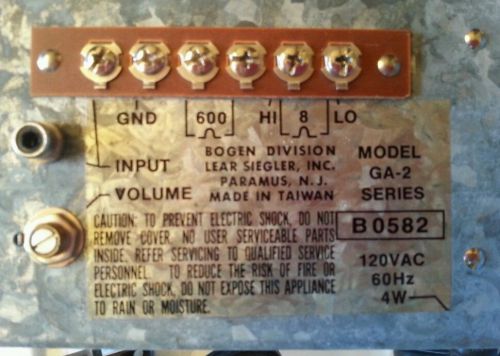 GND 600 HI 8 LO
INPUT
VOLUME
BOGEN DIVISION
LEAR SIEGLER, INC.
PARAMUS, N. J.
MADE IN TAIWAN
MODEL
GA-2
SERIES
B0582
120VAC
60Hz
4W
CAUTION: TO PREVENT ELECTRIC SHOCK, DO NOT
REMOVE COVER. NO USER SERVICEABLE PARTS
INSIDE. REFER SERVICING TO QUALIFIED SERVICE
PERSONNEL. TO REDUCE THE RISK OF FIRE OR
ELECTRIC SHOCK, DO NOT EXPOSE THIS APPLIANCE
TO RAIN OR MOISTURE.